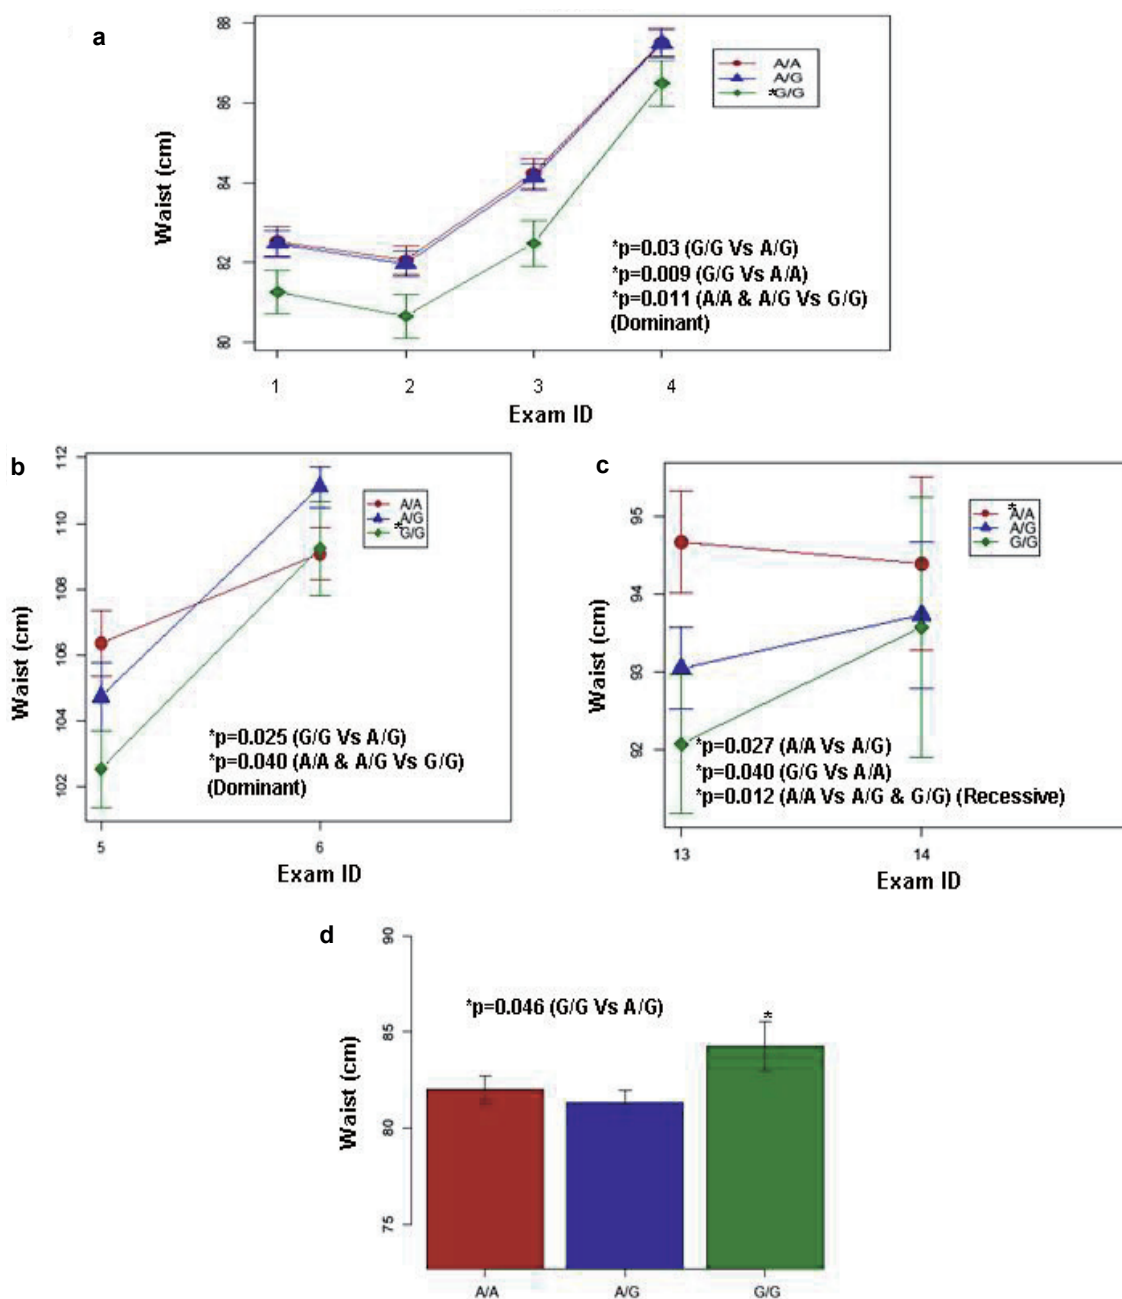 a
Waist (cm)
88
86
84
82
80
A/A
A/G
*G/G
*p=0.03 (G/G Vs A/G)
*p=0.009 (G/G Vs A/A)
*p=0.011 (A/A & A/G Vs G/G)
(Dominant)
1 2 3 4
Exam ID
b
Waist (cm)
112
110
108
106
104
102
A/A
A/G
*G/G
*p=0.025 (G/G Vs A/G)
*p=0.040 (A/A & A/G Vs G/G)
(Dominant)
5 6
Exam ID
c
Waist (cm)
95
94
93
92
*A/A
A/G
G/G
*p=0.027 (A/A Vs A/G)
*p=0.040 (G/G Vs A/A)
*p=0.012 (A/A Vs A/G & G/G) (Recessive)
13 14
Exam ID
d
Waist (cm)
90
85
80
75
*p=0.046 (G/G Vs A/G)
*
A/A A/G G/G